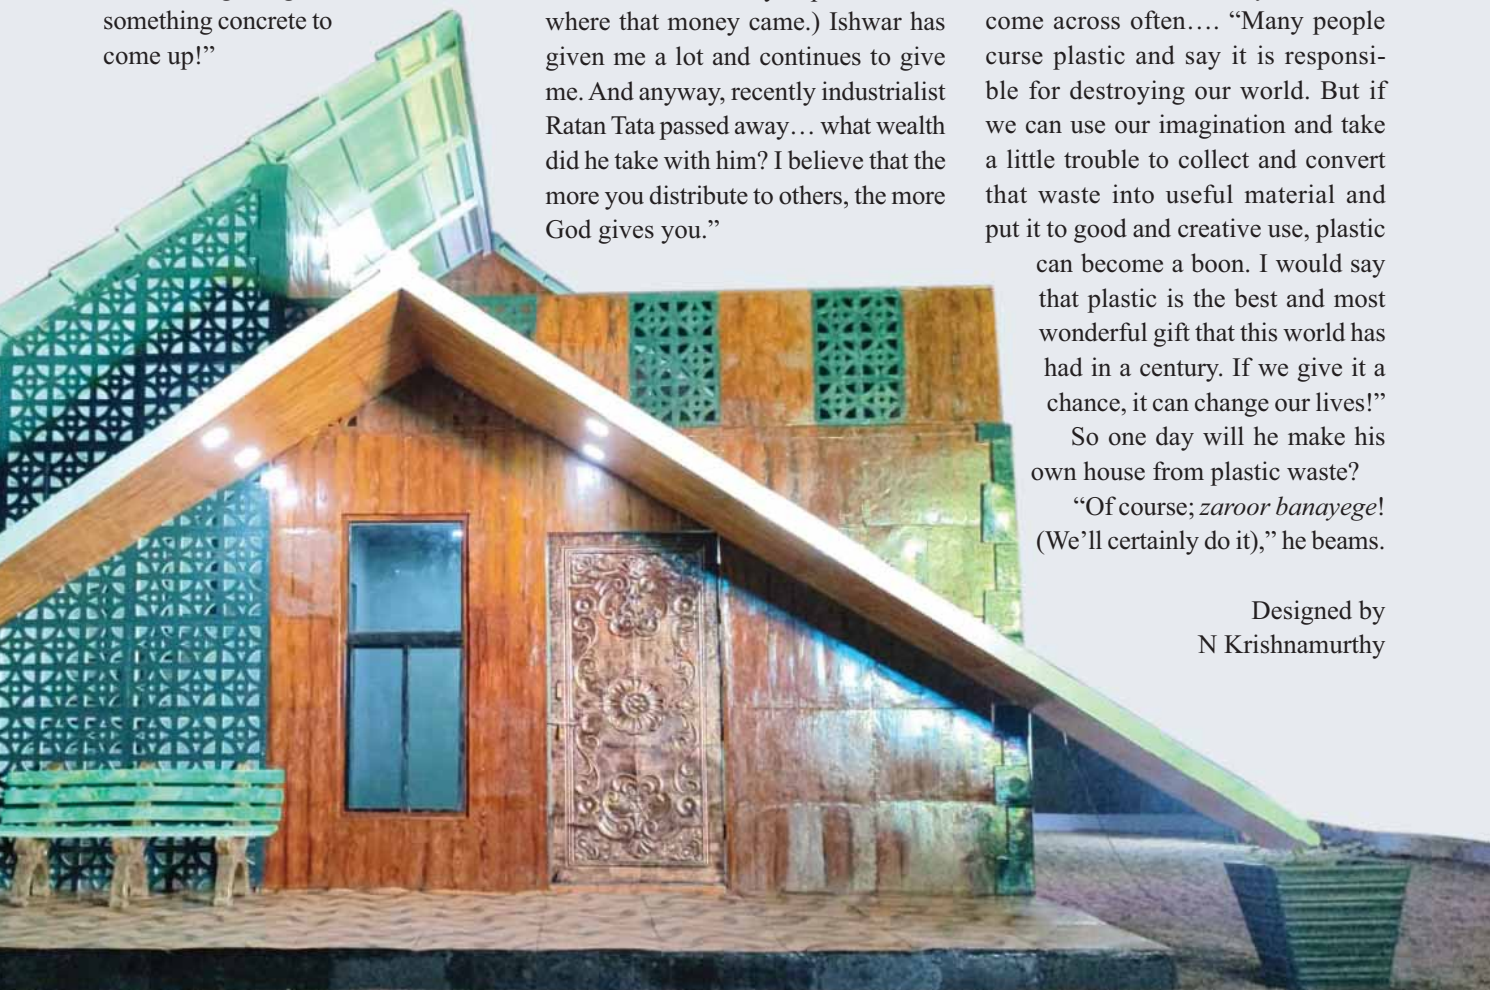 something concrete to
come up!”
where that money came.) Ishwar has
given me a lot and continues to give
me. And anyway, recently industrialist
Ratan Tata passed away… what wealth
did he take with him? I believe that the
more you distribute to others, the more
God gives you.”
come across often…. “Many people
curse plastic and say it is responsi-
ble for destroying our world. But if
we can use our imagination and take
a little trouble to collect and convert
that waste into useful material and
put it to good and creative use, plastic
can become a boon. I would say
that plastic is the best and most
wonderful gift that this world has
had in a century. If we give it a
chance, it can change our lives!”
So one day will he make his
own house from plastic waste?
“Of course; zaroor banayege!
(We’ll certainly do it),” he beams.
Designed by
N Krishnamurthy